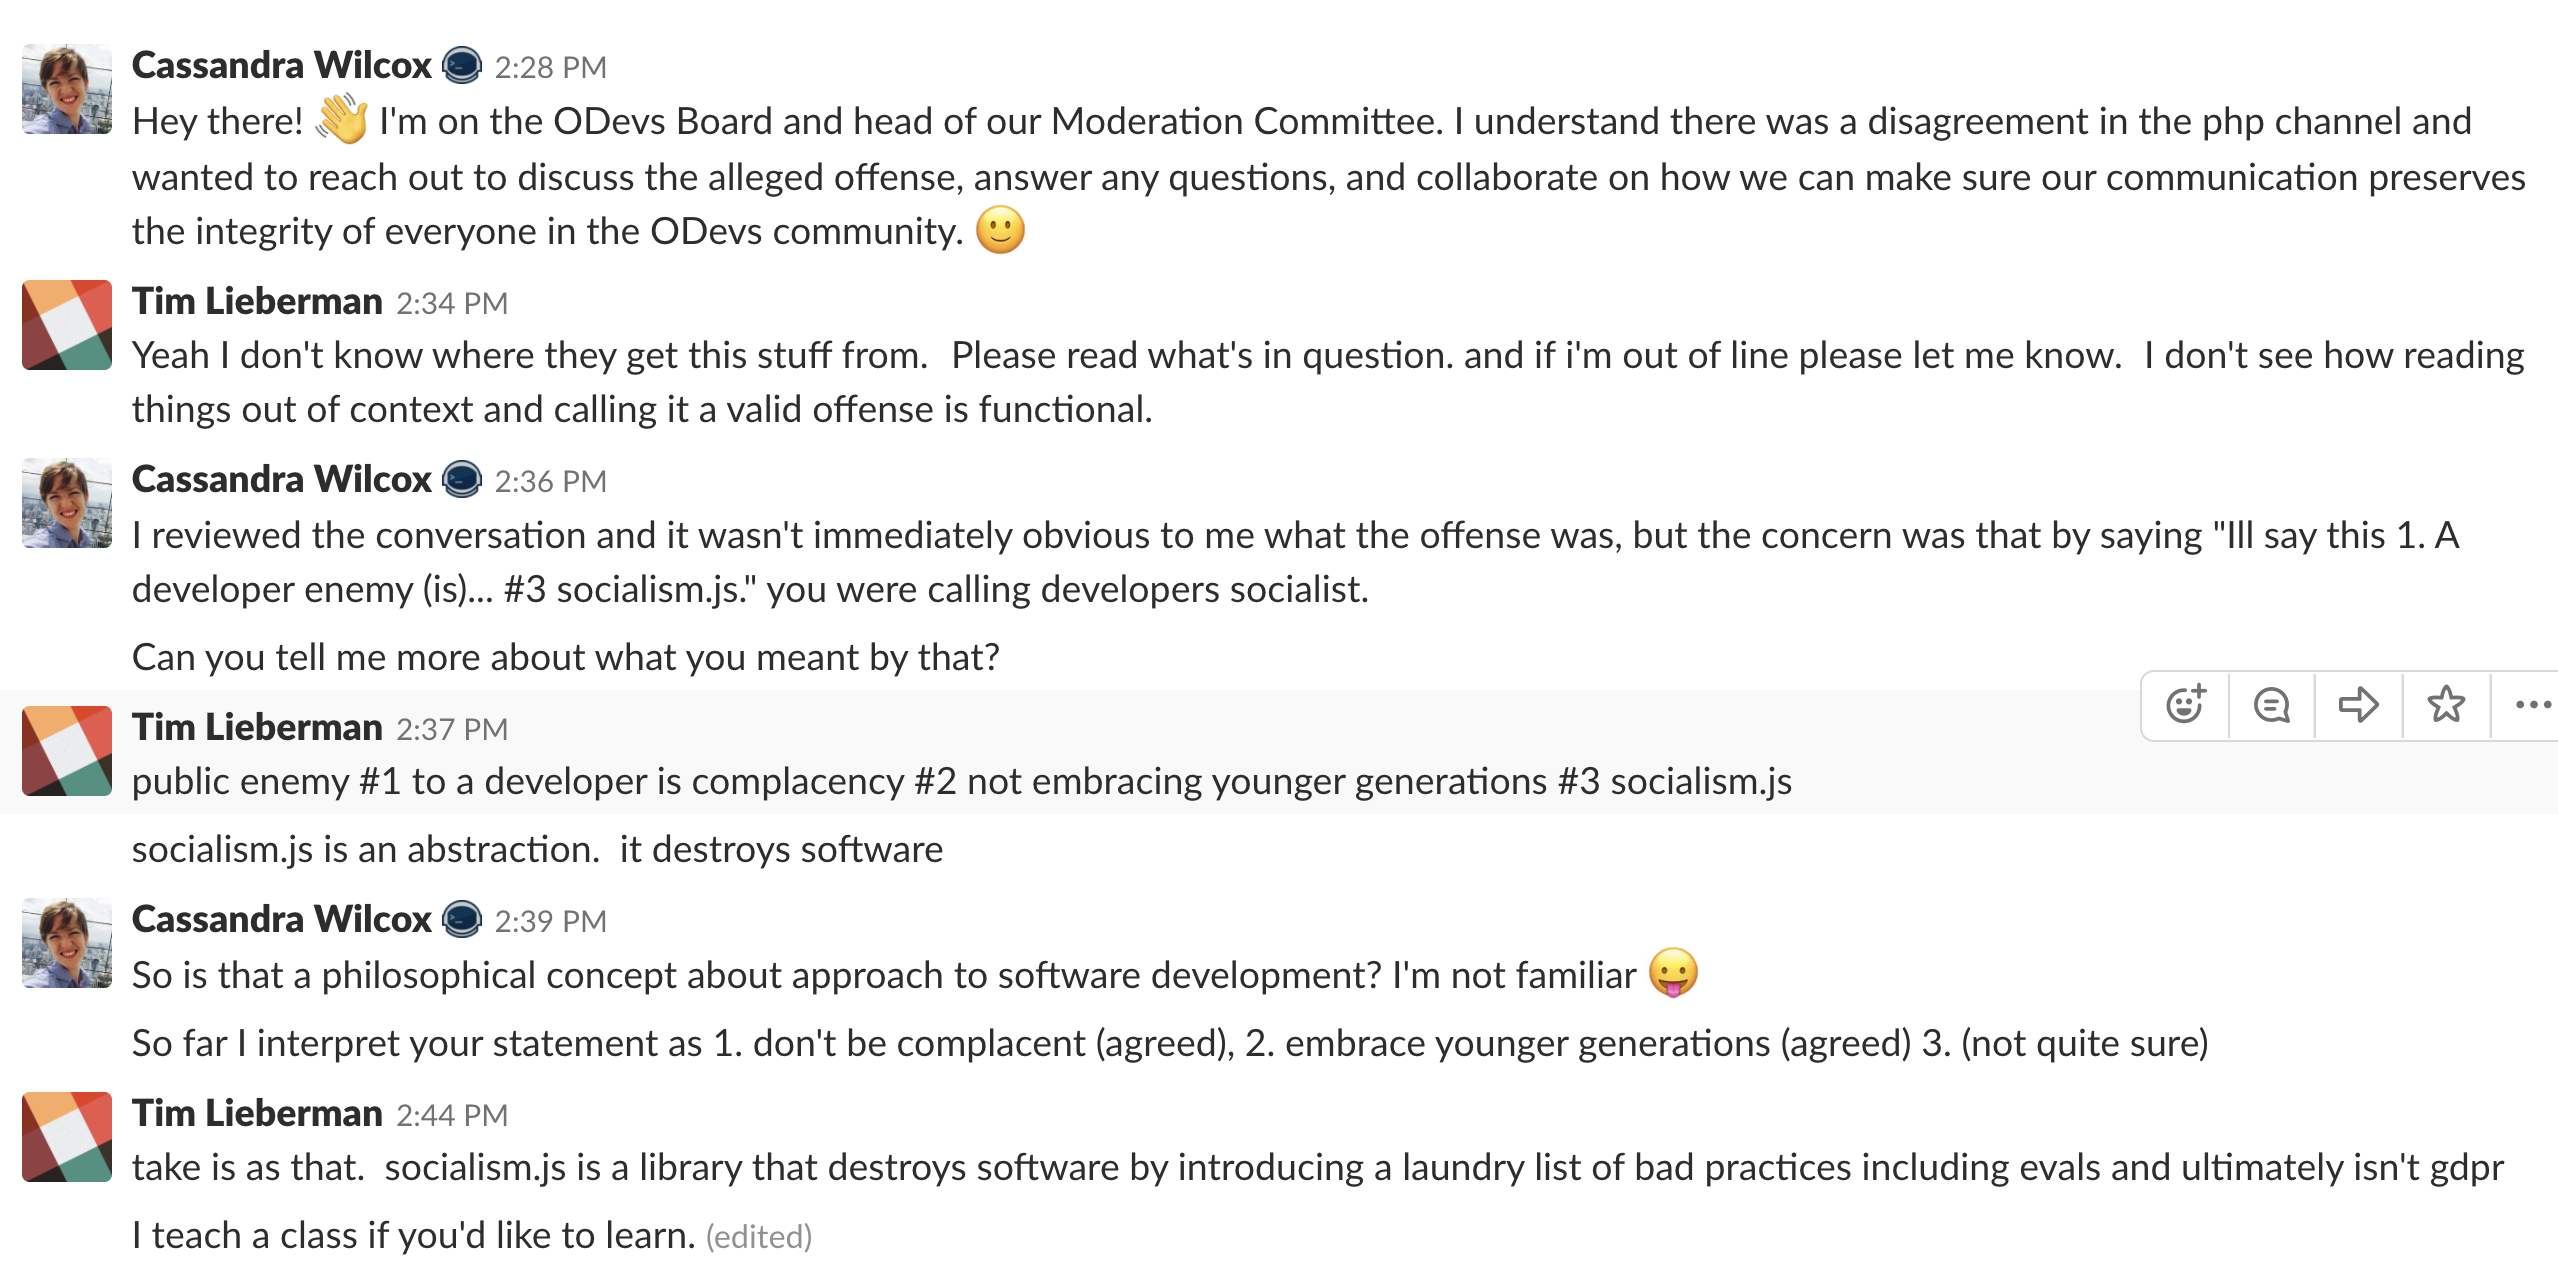 Cassandra Wilcox 2:28 PM
Hey there! 👋 I'm on the ODevs Board and head of our Moderation Committee. I understand there was a disagreement in the php channel and
wanted to reach out to discuss the alleged offense, answer any questions, and collaborate on how we can make sure our communication preserves
the integrity of everyone in the ODevs community. 🙂
Tim Lieberman 2:34 PM
Yeah I don't know where they get this stuff from.  Please read what's in question. and if i'm out of line please let me know.  I don't see how reading
things out of context and calling it a valid offense is functional.
Cassandra Wilcox 2:36 PM
I reviewed the conversation and it wasn't immediately obvious to me what the offense was, but the concern was that by saying "Ill say this 1. A
developer enemy (is)... #3 socialism.js." you were calling developers socialist.
Can you tell me more about what you meant by that?
Tim Lieberman 2:37 PM
public enemy #1 to a developer is complacency #2 not embracing younger generations #3 socialism.js
socialism.js is an abstraction.  it destroys software
Cassandra Wilcox 2:39 PM
So is that a philosophical concept about approach to software development? I'm not familiar 😛
So far I interpret your statement as 1. don't be complacent (agreed), 2. embrace younger generations (agreed) 3. (not quite sure)
Tim Lieberman 2:44 PM
take is as that.  socialism.js is a library that destroys software by introducing a laundry list of bad practices including evals and ultimately isn't gdpr
I teach a class if you'd like to learn. (edited)